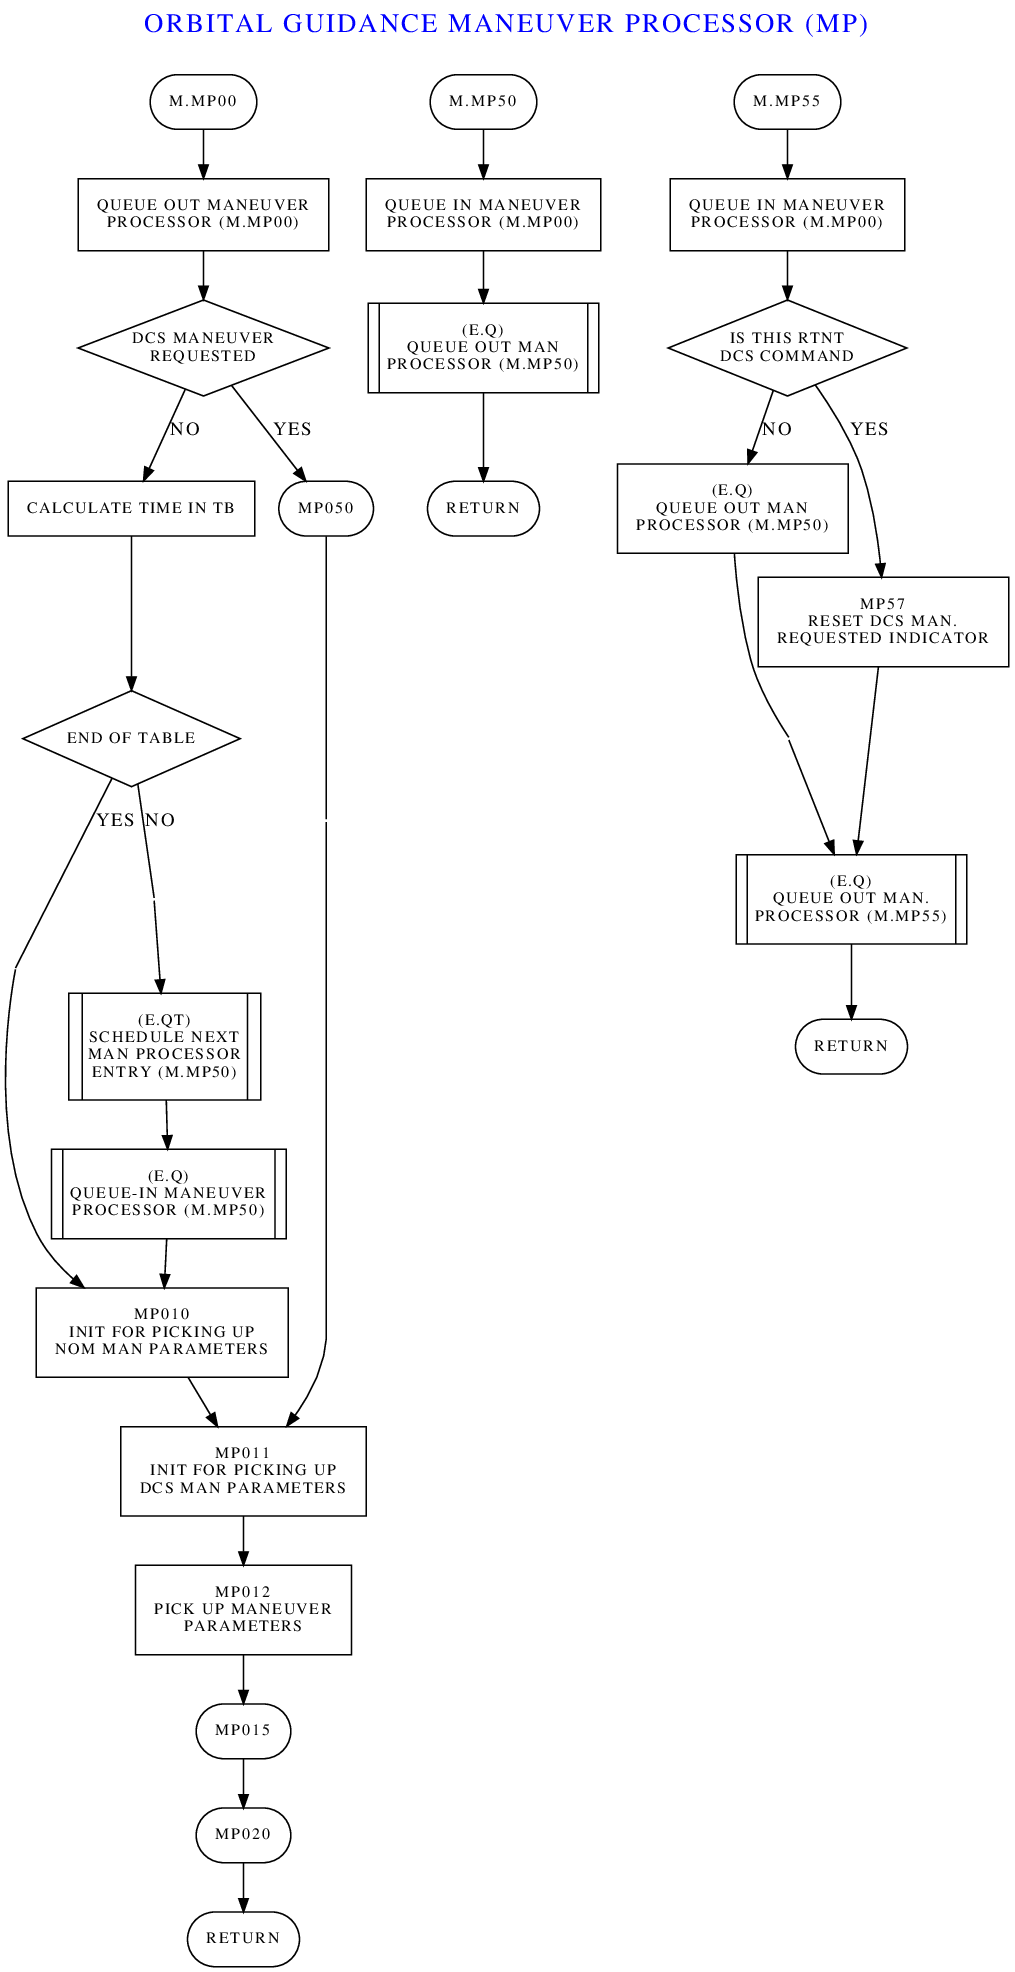 ORBITAL GUIDANCE MANEUVER PROCESSOR (MP)
M.MP00
QUEUE OUT MANEUVER
PROCESSOR (M.MP00)
DCS MANEUVER
REQUESTED
NO
YES
CALCULATE TIME IN TB
MP050
END OF TABLE
YES
NO
(E.QT)
SCHEDULE NEXT
MAN PROCESSOR
ENTRY (M.MP50)
(E.Q)
QUEUE-IN MANEUVER
PROCESSOR (M.MP50)
MP010
INIT FOR PICKING UP
NOM MAN PARAMETERS
MP011
INIT FOR PICKING UP
DCS MAN PARAMETERS
MP012
PICK UP MANEUVER
PARAMETERS
MP015
MP020
RETURN
M.MP50
QUEUE IN MANEUVER
PROCESSOR (M.MP00)
(E.Q)
QUEUE OUT MAN
PROCESSOR (M.MP50)
RETURN
M.MP55
QUEUE IN MANEUVER
PROCESSOR (M.MP00)
IS THIS RTNT
DCS COMMAND
NO
YES
(E.Q)
QUEUE OUT MAN
PROCESSOR (M.MP50)
MP57
RESET DCS MAN.
REQUESTED INDICATOR
(E.Q)
QUEUE OUT MAN.
PROCESSOR (M.MP55)
RETURN